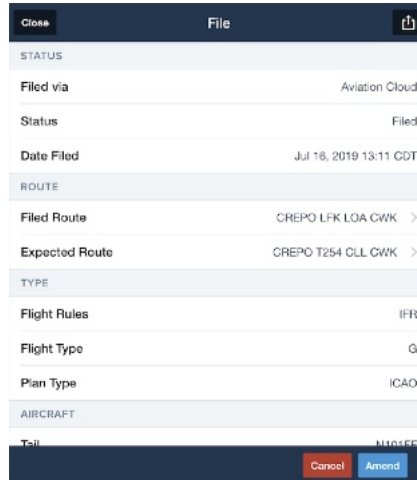 Close File
STATUS
Filed via Aviation Cloud
Status Filed
Date Filed Jul 16, 2019 13:11 CDT
ROUTE
Filed Route CREPO LFK LOA CWK
Expected Route CREPO T254 CLL CWK
TYPE
Flight Rules IFR
Flight Type G
Plan Type ICAO
AIRCRAFT
Tail
Cancel Amend